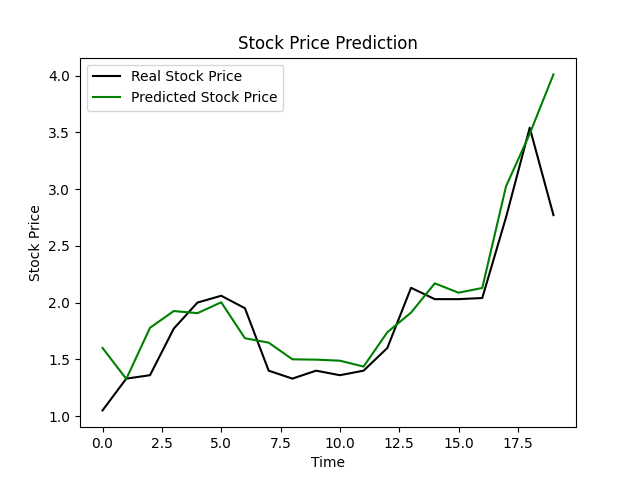 Stock Price Prediction
Real Stock Price
Predicted Stock Price
Stock Price
4.0
3.5
3.0
2.5
2.0
1.5
1.0
0.0 2.5 5.0 7.5 10.0 12.5 15.0 17.5
Time